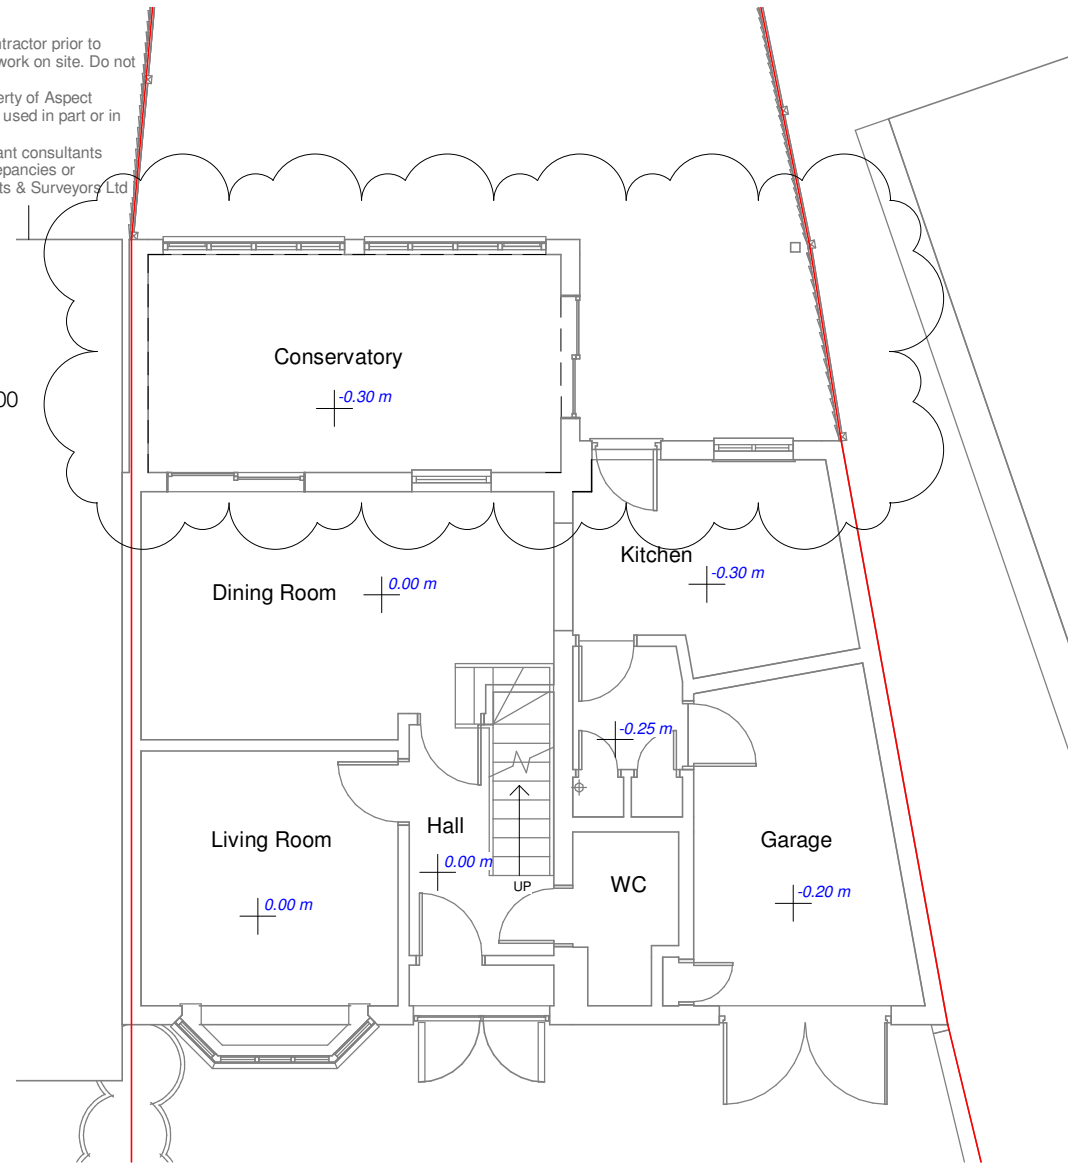 ntractor prior to
work on site. Do not
erty of Aspect
used in part or in
ant consultants
epancies or
ts & Surveyors Ltd
Conservatory
-0.30 m
00
Kitchen
-0.30 m
Dining Room
0.00 m
-0.25 m
Living Room
0.00 m
Hall
0.00 m
UP
WC
Garage
-0.20 m